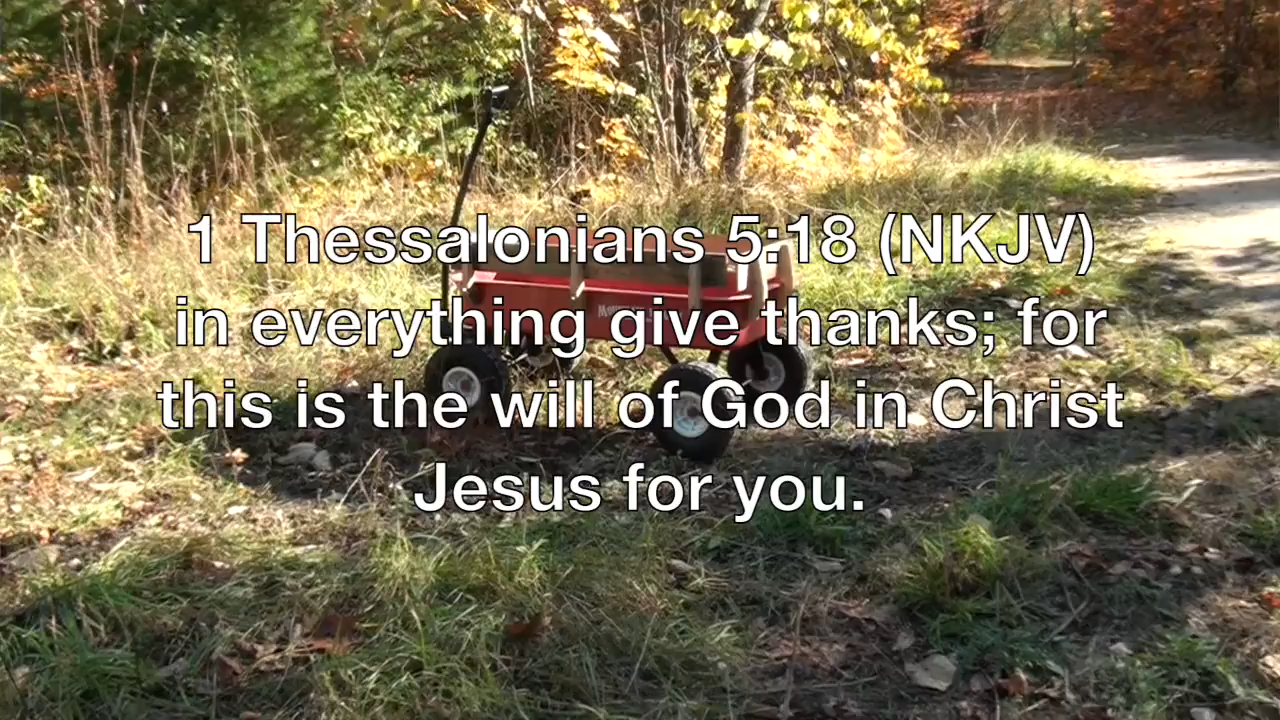 1 Thessalonians 5:18 (NKJV)
in everything give thanks; for
this is the will of God in Christ
Jesus for you.